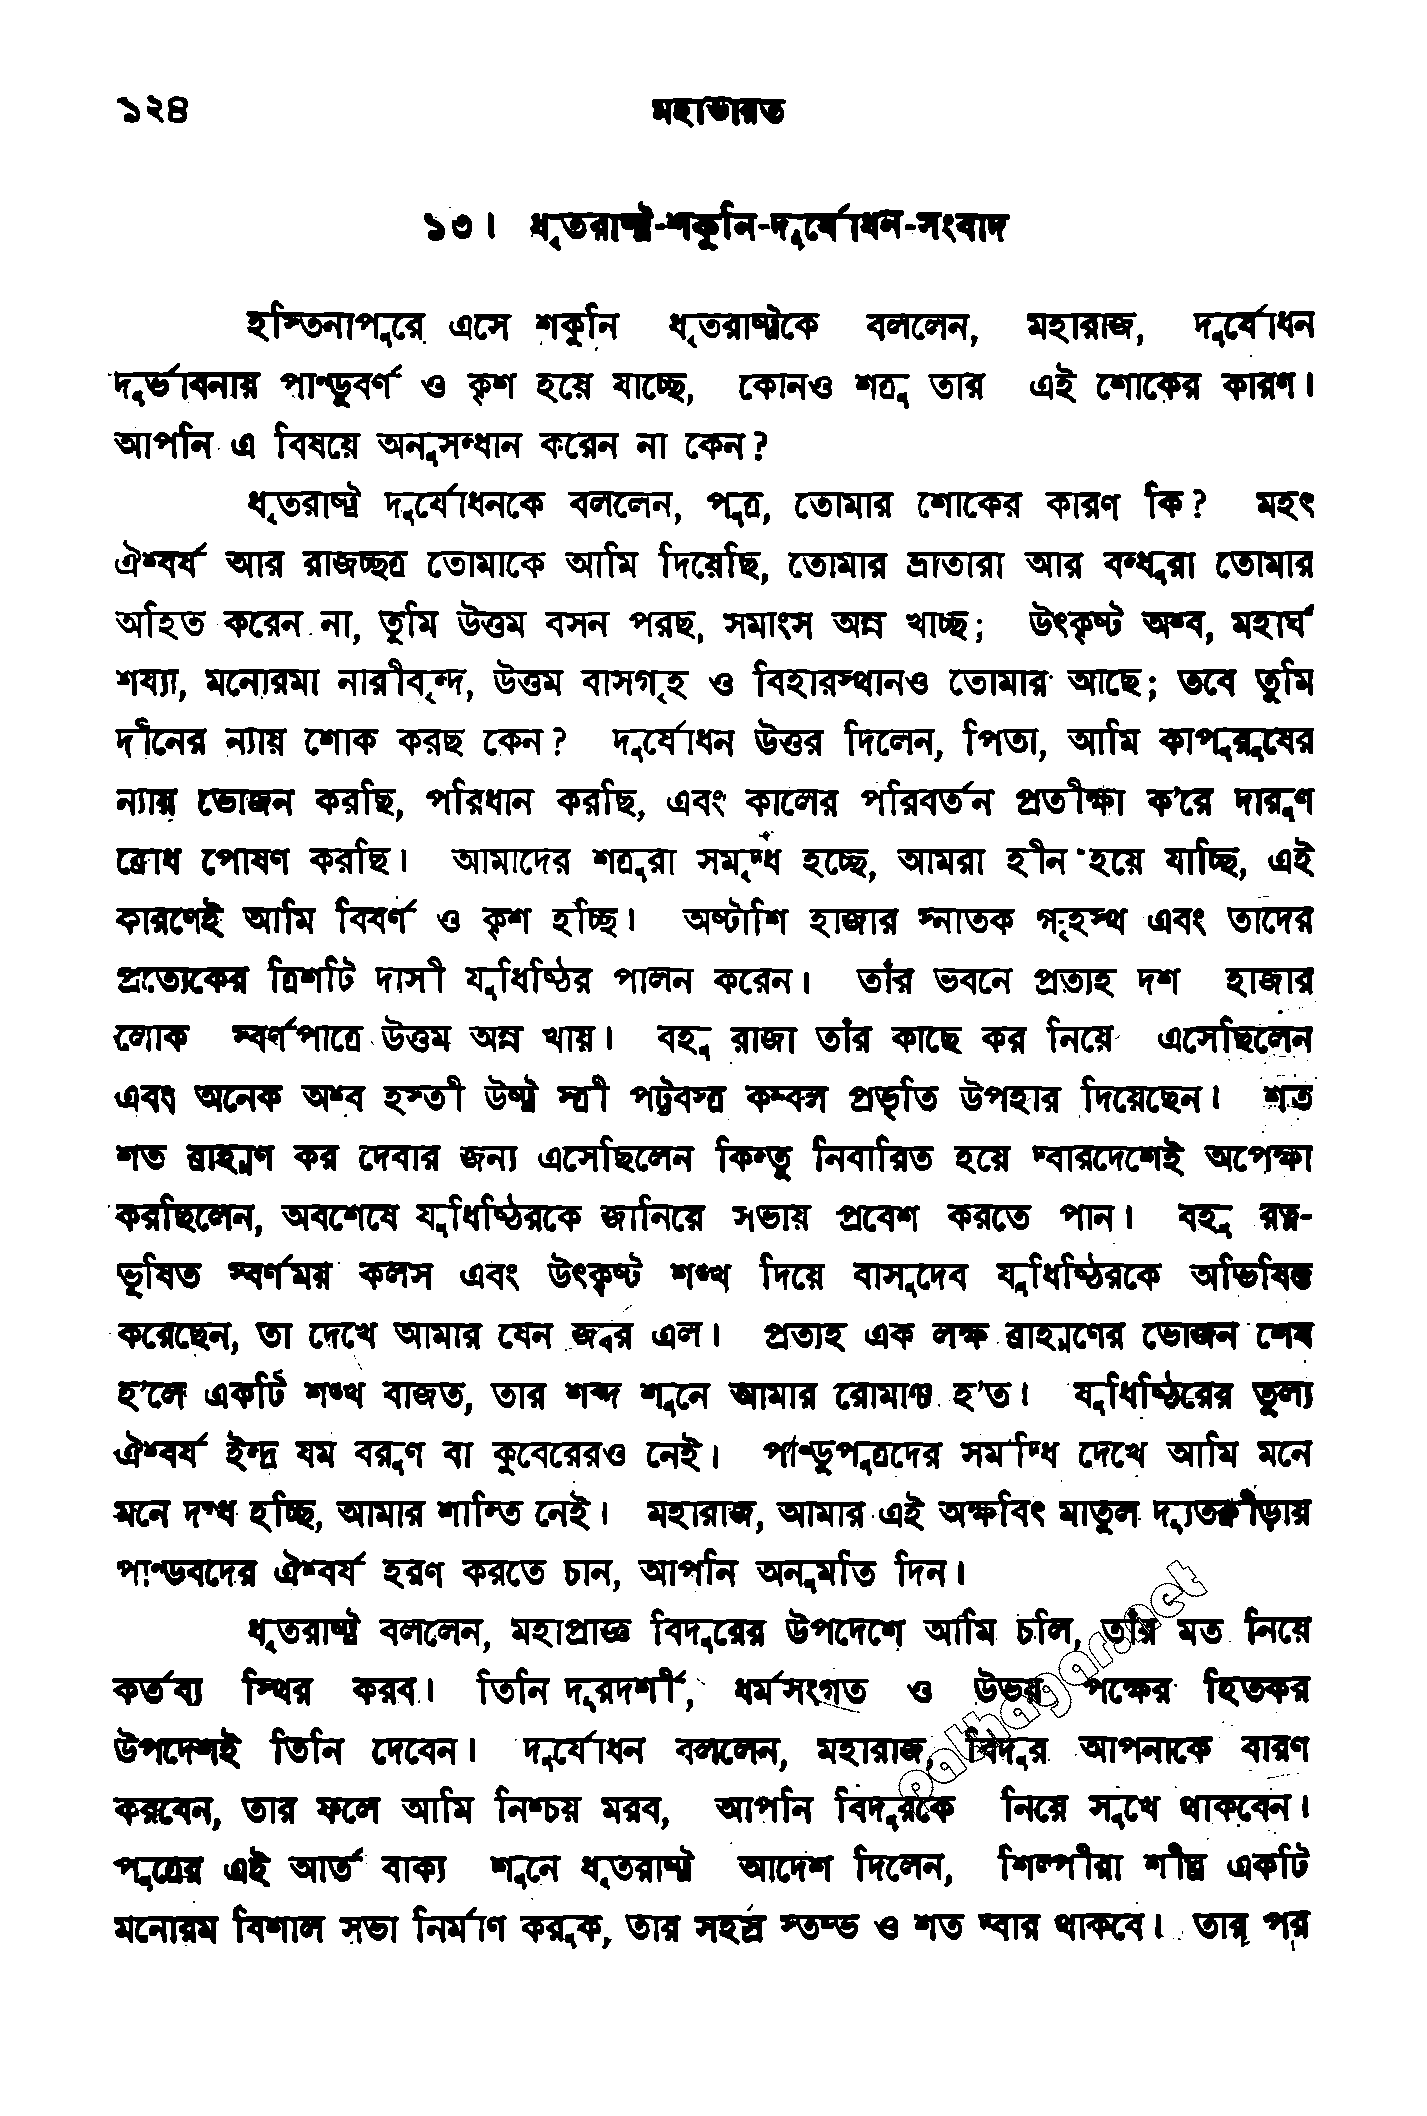 ১২৪ মহাভারত
১৩। ধৃতরাষ্ট্র-শকুনি-দুর্যোধন-সংবাদ
হস্তিনাপুরে এসে শকুনি ধৃতরাষ্ট্রকে বললেন, মহারাজ, দুর্যোধন
দুর্ভাবনায় পাণ্ডুবর্ণ ও কৃশ হয়ে যাচ্ছে, কোনও শত্রু তার এই শোকের কারণ।
আপনি এ বিষয়ে অনুসন্ধান করেন না কেন?
ধৃতরাষ্ট্র দুর্যোধনকে বললেন, পুত্র, তোমার শোকের কারণ কি? মহৎ
ঐশ্বর্য আর রাজচ্ছত্র তোমাকে আমি দিয়েছি, তোমার ভ্রাতারা আর বন্ধুরা তোমার
অহিত করেন না, তুমি উত্তম বসন পরছ, সমাংস অন্ন খাচ্ছ; উৎকৃষ্ট অশ্ব, মহার্ঘ
শয্যা, মনোরমা নারীবৃন্দ, উত্তম বাসগৃহ ও বিহারস্থানও তোমার আছে; তবে তুমি
দীনের ন্যায় শোক করছ কেন? দুর্যোধন উত্তর দিলেন, পিতা, আমি কাপুরুষের
ন্যায় ভোজন করছি, পরিধান করছি, এবং কালের পরিবর্তন প্রতীক্ষা ক'রে দারুণ
ক্রোধ পোষণ করছি। আমাদের শত্রুরা সমৃদ্ধ হচ্ছে, আমরা হীন হয়ে যাচ্ছি, এই
কারণেই আমি বিবর্ণ ও কৃশ হচ্ছি। অষ্টাশি হাজার স্নাতক গৃহস্থ এবং তাদের
প্রত্যেকের ত্রিশটি দাসী যুধিষ্ঠির পালন করেন। তাঁর ভবনে প্রত্যহ দশ হাজার
লোক স্বর্ণপাত্রে উত্তম অন্ন খায়। বহু রাজা তাঁর কাছে কর নিয়ে এসেছিলেন
এবং অনেক অশ্ব হস্তী উষ্ট্র স্ত্রী পট্টবস্ত্র কম্বল প্রভৃতি উপহার দিয়েছেন। শত
শত ব্রাহ্মণ কর দেবার জন্য এসেছিলেন কিন্তু নিবারিত হয়ে দ্বারদেশেই অপেক্ষা
করছিলেন, অবশেষে যুধিষ্ঠিরকে জানিয়ে সভায় প্রবেশ করতে পান। বহু রত্ন-
ভূষিত স্বর্ণময় কলস এবং উৎকৃষ্ট শঙ্খ দিয়ে বাসুদেব যুধিষ্ঠিরকে অভিষিক্ত
করেছেন, তা দেখে আমার যেন জ্বর এল। প্রত্যহ এক লক্ষ ব্রাহ্মণের ভোজন শেষ
হ'লে একটি শঙ্খ বাজত, তার শব্দ শুনে আমার রোমাঞ্চ হ'ত। যুধিষ্ঠিরের তুল্য
ঐশ্বর্য ইন্দ্র যম বরুণ বা কুবেরেরও নেই। পাণ্ডুপুত্রদের সমৃদ্ধি দেখে আমি মনে
মনে দগ্ধ হচ্ছি, আমার শান্তি নেই। মহারাজ, আমার এই অক্ষবিৎ মাতুল দ্যূতক্রীড়ায়
পাণ্ডবদের ঐশ্বর্য হরণ করতে চান, আপনি অনুমতি দিন।
ধৃতরাষ্ট্র বললেন, মহাপ্রাজ্ঞ বিদুরের উপদেশে আমি চলি, তাঁর মত নিয়ে
কর্তব্য স্থির করব। তিনি দূরদর্শী, ধর্মসংগত ও উভয় পক্ষের হিতকর
উপদেশই তিনি দেবেন। দুর্যোধন বললেন, মহারাজ, বিদুর আপনাকে বারণ
করবেন, তার ফলে আমি নিশ্চয় মরব, আপনি বিদুরকে নিয়ে সুখে থাকবেন।
পুত্রের এই আর্ত বাক্য শুনে ধৃতরাষ্ট্র আদেশ দিলেন, শিল্পীরা শীঘ্র একটি
মনোরম বিশাল সভা নির্মাণ করুক, তার সহস্র স্তম্ভ ও শত দ্বার থাকবে। তার পর
pathagar.net